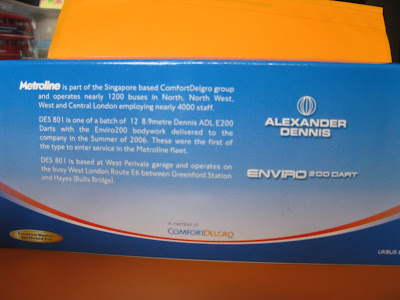 Metroline is part of the Singapore based ComfortDelgro group
and operates nearly 1200 buses in North, North West,
West and Central London employing nearly 4000 staff.
DES 801 is one of a batch of 12 8.9metre Dennis ADL E200
Darts with the Enviro200 bodywork delivered to the
company in the Summer of 2006. These were the first of
the type to enter service in the Metroline fleet.
DES 801 is based at West Perivale garage and operates on
the busy West London Route E6 between Greenford Station
and Hayes (Bulls Bridge).
ALEXANDER
DENNIS
ENVIRO 200 DART
A member of
COMFORTDELGRO
UKBUS